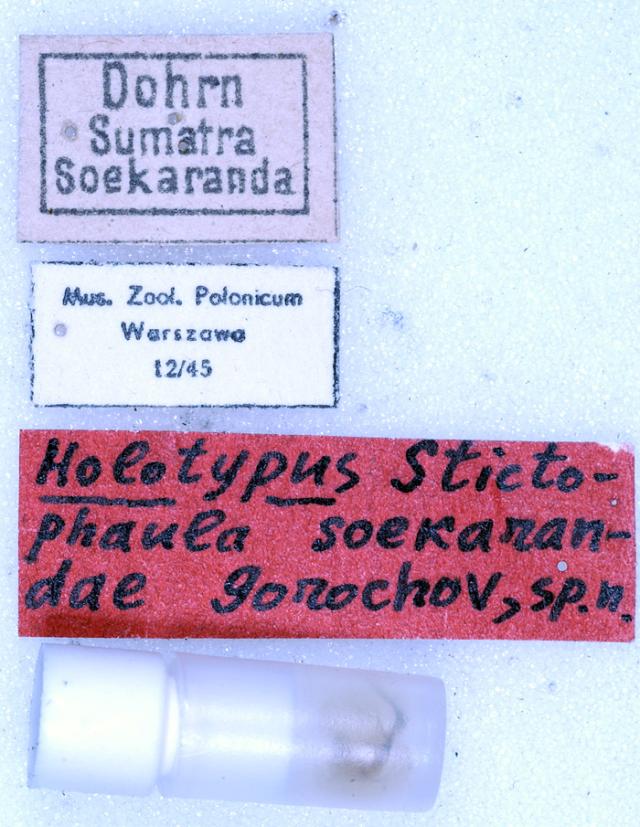 Dohrn
Sumatra
Soekaranda
Mus. Zool. Polonicum
Warszawa
12/45
Holotypus Sticto-
phaula soekaran-
dae gorochov, sp.n.